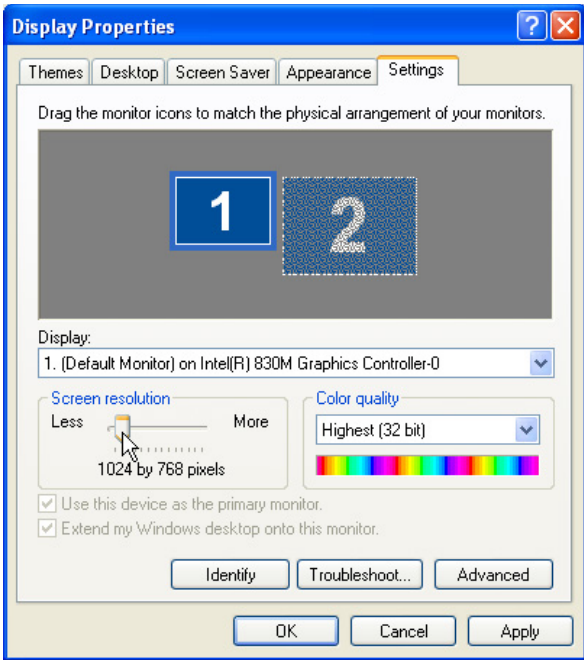 Display Properties
Themes Desktop Screen Saver Appearance Settings
Drag the monitor icons to match the physical arrangement of your monitors.
1 2
Display:
1. (Default Monitor) on Intel(R) 830M Graphics Controller-0
Screen resolution
Less More
1024 by 768 pixels
Color quality
Highest (32 bit)
Use this device as the primary monitor.
Extend my Windows desktop onto this monitor.
Identify Troubleshoot... Advanced
OK Cancel Apply